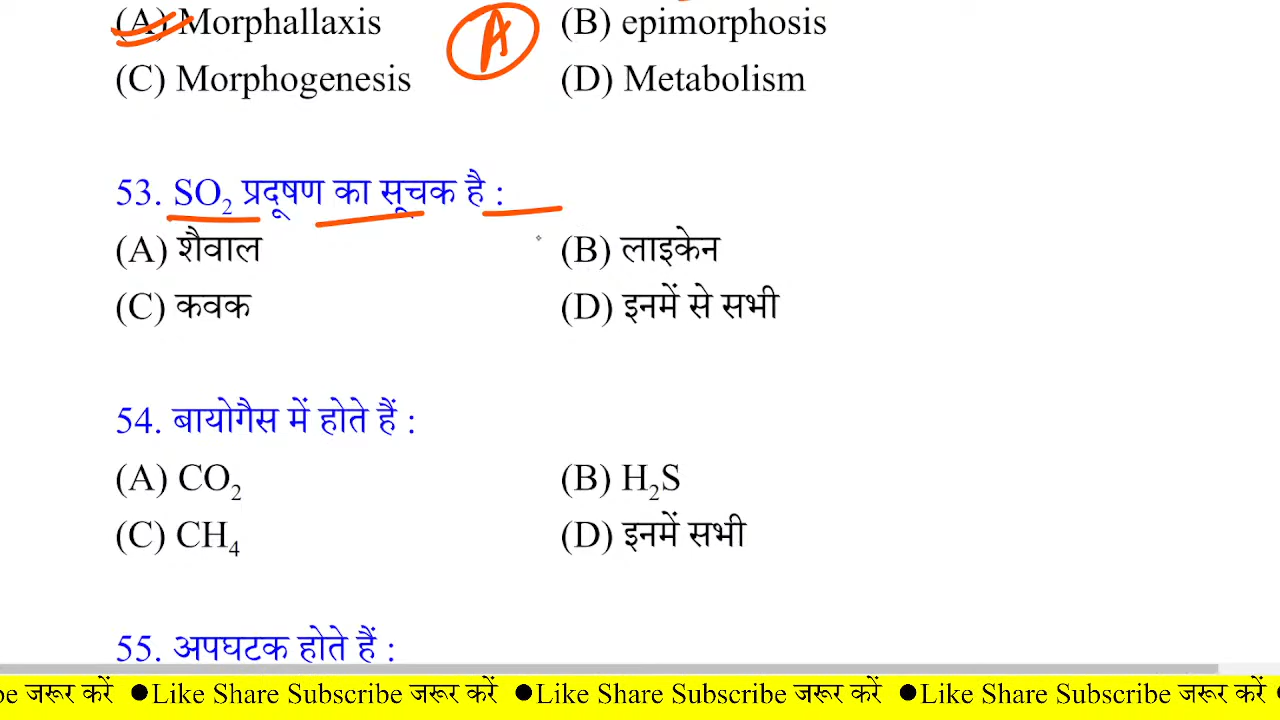 (A) Morphallaxis A (B) epimorphosis
(C) Morphogenesis (D) Metabolism
53. SO₂ प्रदूषण का सूचक है :
(A) शैवाल (B) लाइकेन
(C) कवक (D) इनमें से सभी
54. बायोगैस में होते हैं :
(A) CO₂ (B) H₂S
(C) CH₄ (D) इनमें सभी
55. अपघटक होते हैं :
be जरूर करें ●Like Share Subscribe जरूर करें ●Like Share Subscribe जरूर करें ●Like Share Subscribe जरूर करें